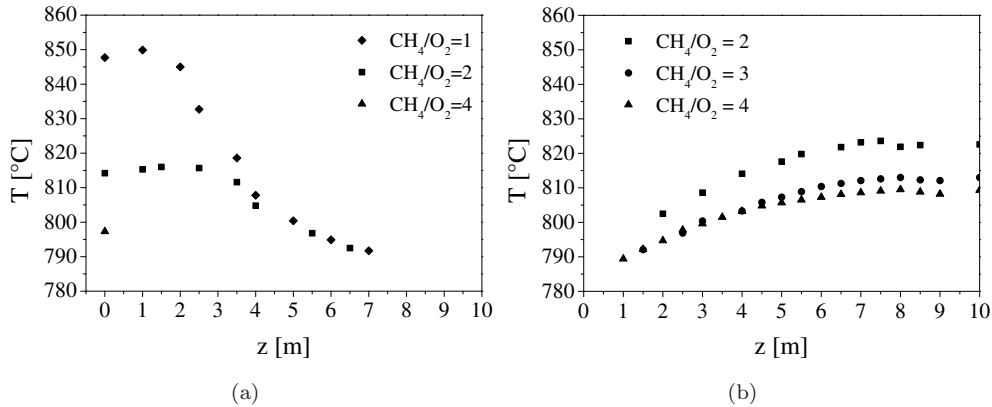 860
850
840
830
820
810
800
790
780
T [°C]
0 1 2 3 4 5 6 7 8 9 10
z [m]
CH₄/O₂=1
CH₄/O₂=2
CH₄/O₂=4
(a)
860
850
840
830
820
810
800
790
780
T [°C]
1 2 3 4 5 6 7 8 9 10
z [m]
CH₄/O₂ = 2
CH₄/O₂ = 3
CH₄/O₂ = 4
(b)